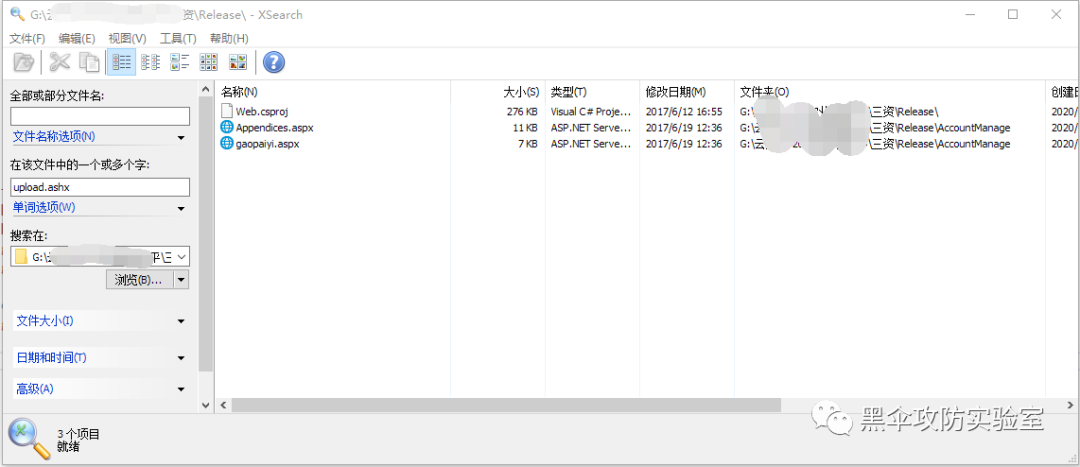 G:\云 资\Release\ - XSearch
文件(F) 编辑(E) 视图(V) 工具(T) 帮助(H)
全部或部分文件名:
文件名称选项(N)
在该文件中的一个或多个字:
upload.ashx
单词选项(W)
搜索在:
G:\ 平\三
浏览(B)...
文件大小(I)
日期和时间(T)
高级(A)
名称(N) 大小(S) 类型(T) 修改日期(M) 文件夹(O) 创建日
Web.csproj 276 KB Visual C# Proje... 2017/6/12 16:55 G:\ \三资\Release\ 2020/
Appendices.aspx 11 KB ASP.NET Serve... 2017/6/19 12:36 G:\ \三资\Release\AccountManage 2020/
gaopaiyi.aspx 7 KB ASP.NET Serve... 2017/6/19 12:36 G:\ \三资\Release\AccountManage 2020/
3 个项目
就绪
黑伞攻防实验室